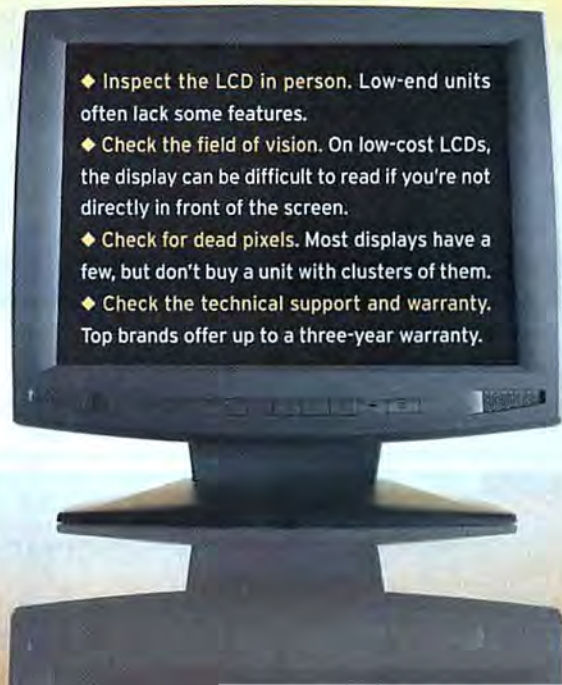 ◆ Inspect the LCD in person. Low-end units
often lack some features.
◆ Check the field of vision. On low-cost LCDs,
the display can be difficult to read if you're not
directly in front of the screen.
◆ Check for dead pixels. Most displays have a
few, but don't buy a unit with clusters of them.
◆ Check the technical support and warranty.
Top brands offer up to a three-year warranty.